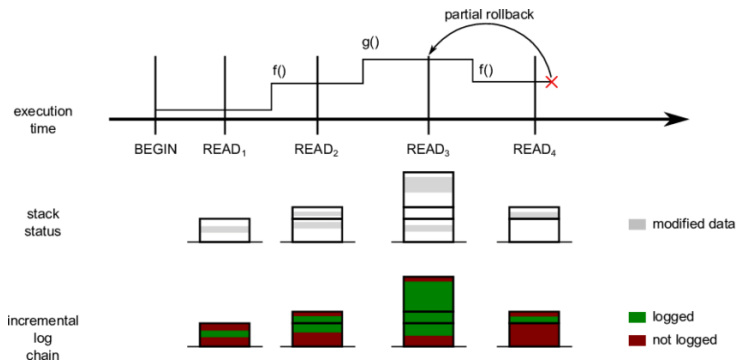 partial rollback
g()
f()
f()
execution
time
BEGIN
READ₁
READ₂
READ₃
READ₄
stack
status
modified data
incremental
log
chain
logged
not logged